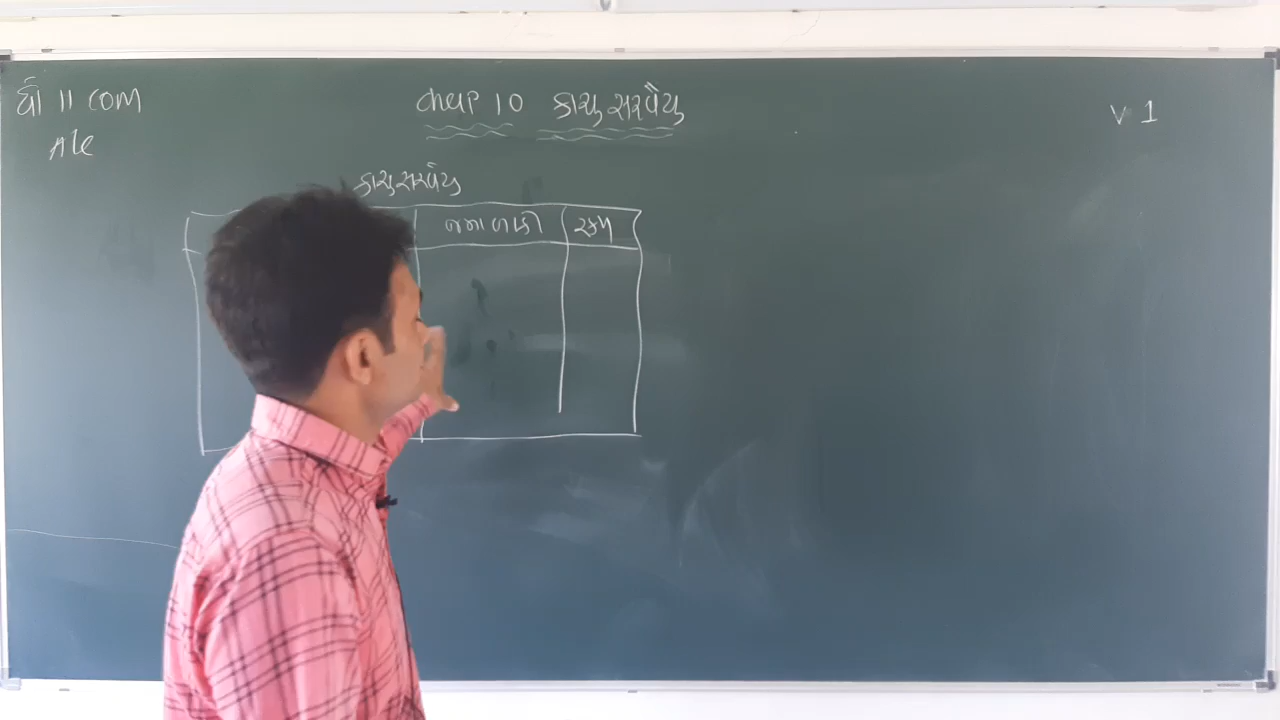 ધો 11 COM
A/c
Chap 10 કાચુ સરવૈયુ
V 1
કાચુ સરવૈયુ
જમા બાકી રકમ